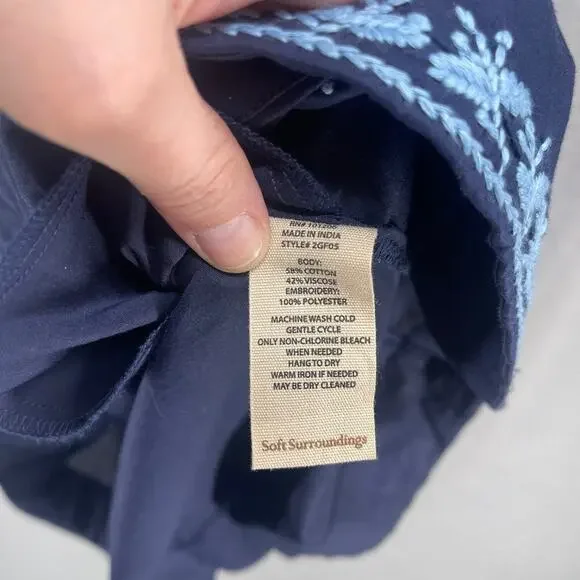 RN# 101206
MADE IN INDIA
STYLE# 2GF05
BODY:
58% COTTON
42% VISCOSE
EMBROIDERY:
100% POLYESTER
MACHINE WASH COLD
GENTLE CYCLE
ONLY NON-CHLORINE BLEACH
WHEN NEEDED
HANG TO DRY
WARM IRON IF NEEDED
MAY BE DRY CLEANED
Soft Surroundings